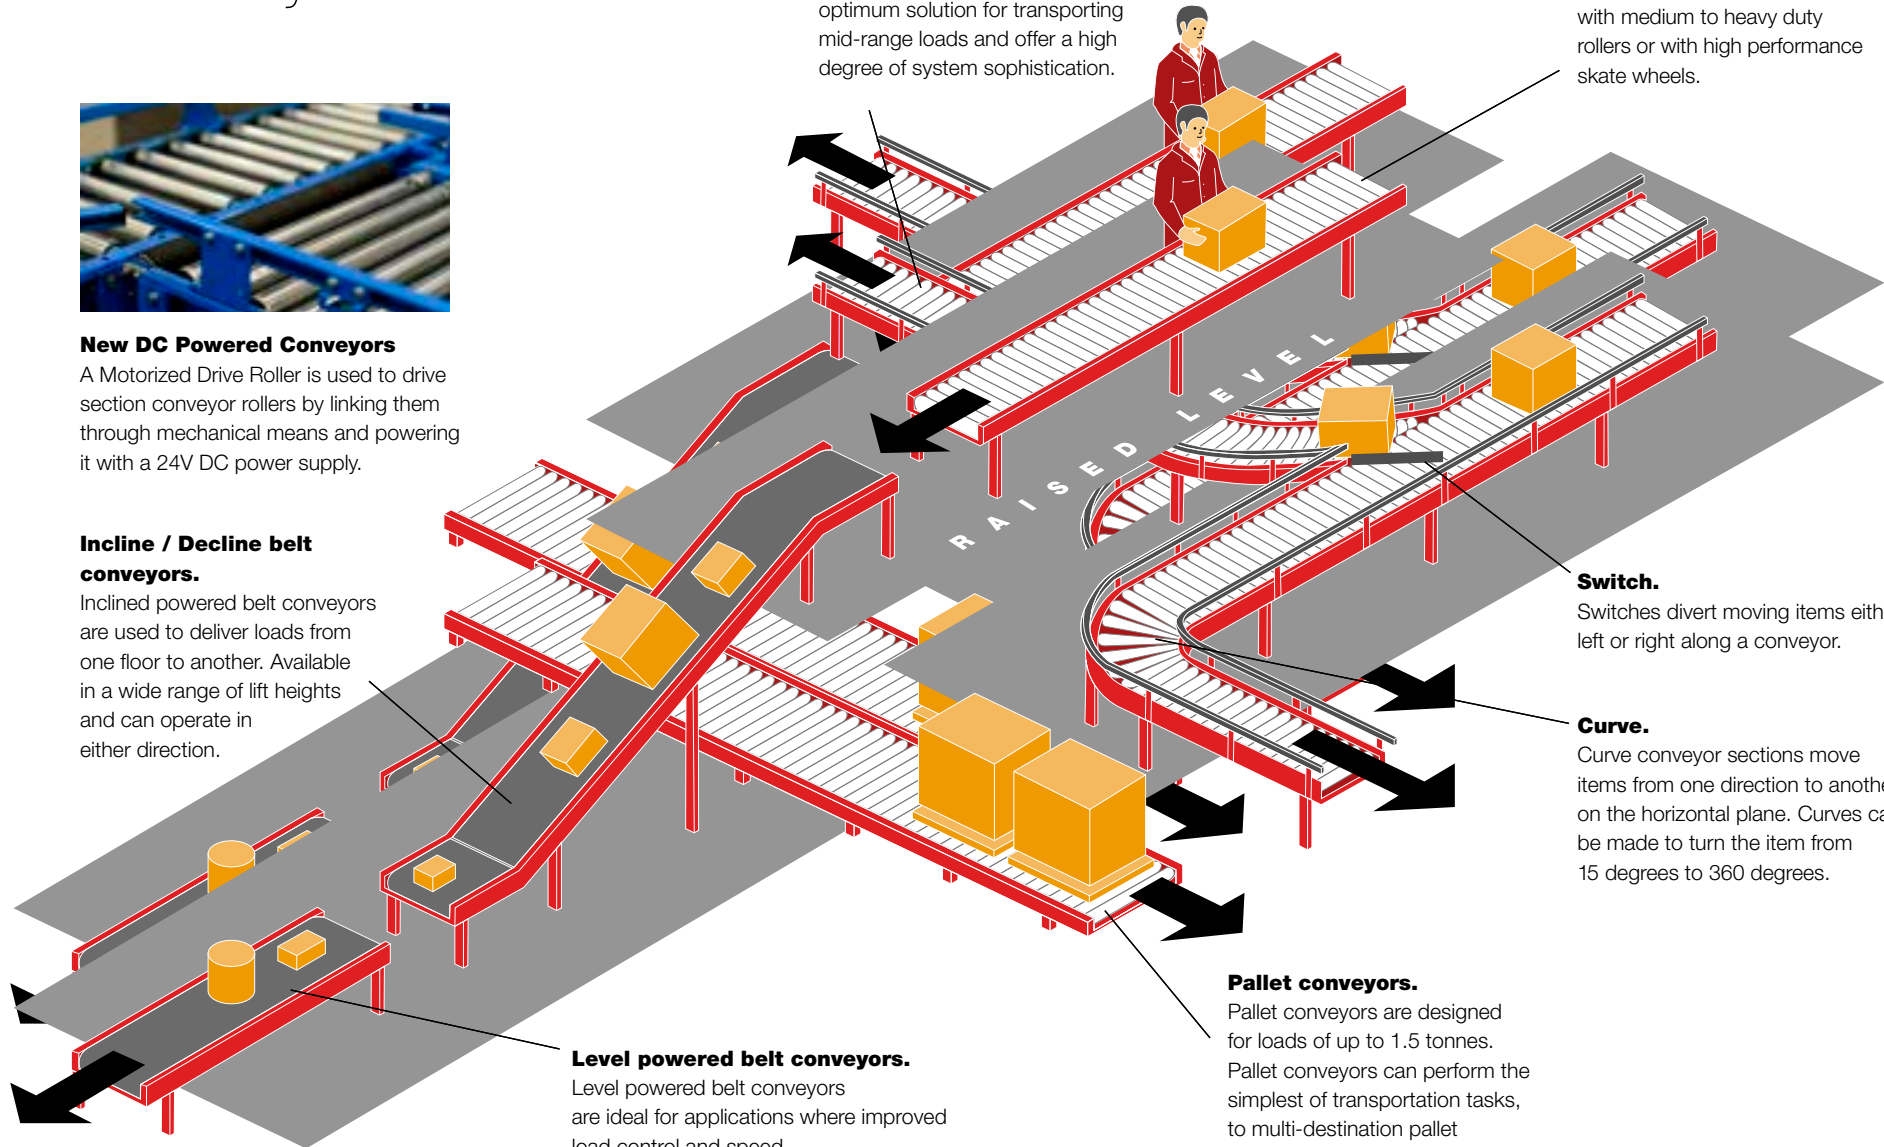 optimum solution for transporting
mid-range loads and offer a high
degree of system sophistication.
with medium to heavy duty
rollers or with high performance
skate wheels.
New DC Powered Conveyors
A Motorized Drive Roller is used to drive
section conveyor rollers by linking them
through mechanical means and powering
it with a 24V DC power supply.
RAISED LEVEL
Incline / Decline belt
conveyors.
Inclined powered belt conveyors
are used to deliver loads from
one floor to another. Available
in a wide range of lift heights
and can operate in
either direction.
Switch.
Switches divert moving items eith
left or right along a conveyor.
Curve.
Curve conveyor sections move
items from one direction to anothe
on the horizontal plane. Curves ca
be made to turn the item from
15 degrees to 360 degrees.
Pallet conveyors.
Pallet conveyors are designed
for loads of up to 1.5 tonnes.
Pallet conveyors can perform the
simplest of transportation tasks,
to multi-destination pallet
Level powered belt conveyors.
Level powered belt conveyors
are ideal for applications where improved
load control and speed